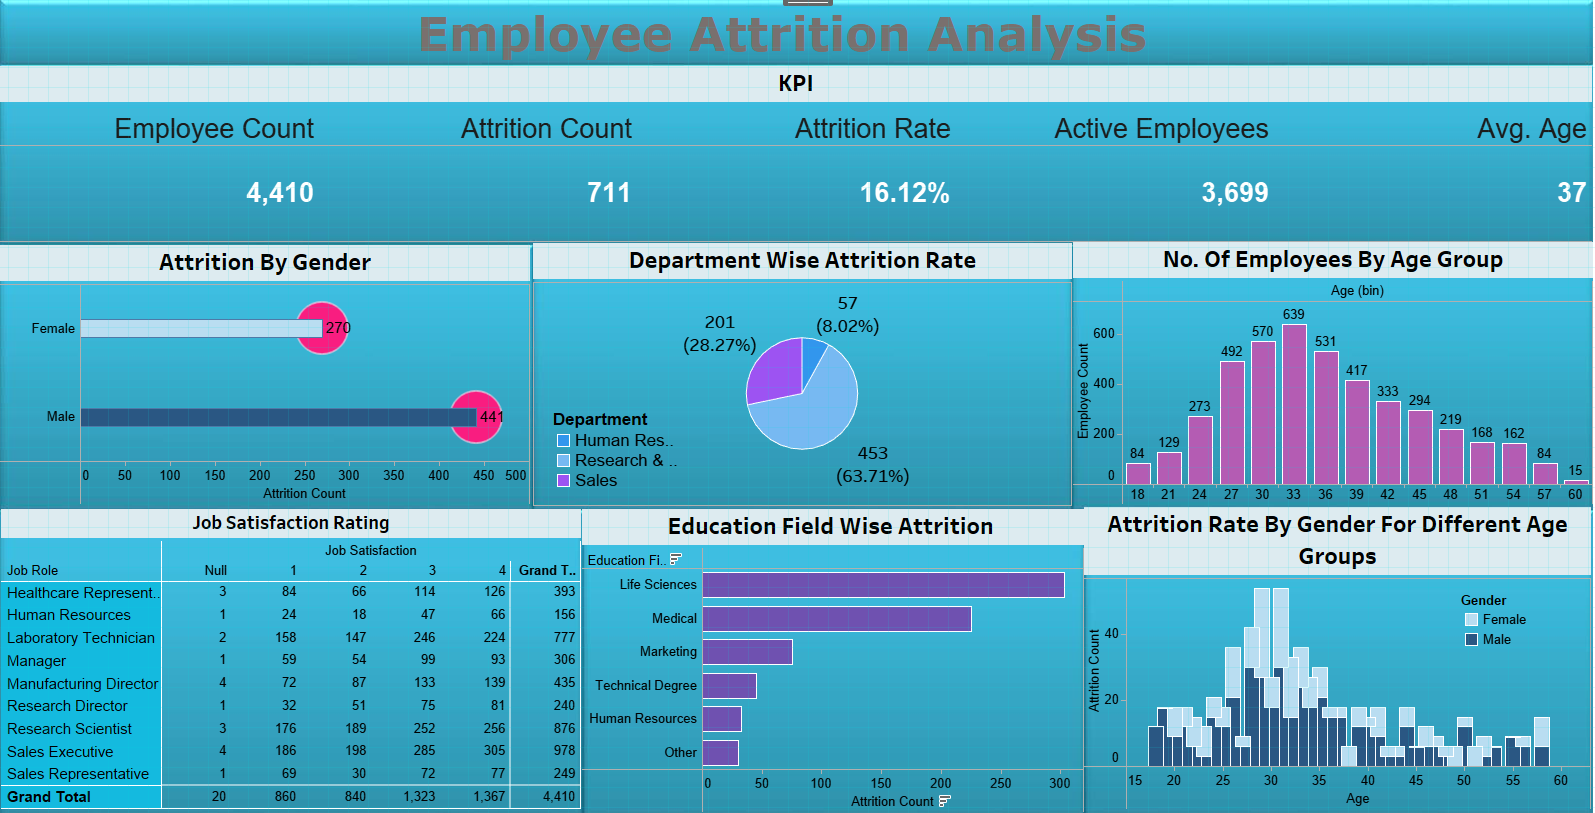 Employee Attrition Analysis
KPI
Employee Count Attrition Count Attrition Rate Active Employees Avg. Age
4,410 711 16.12% 3,699 37
Attrition By Gender
Female 270
Male 441
0 50 100 150 200 250 300 350 400 450 500
Attrition Count
Department Wise Attrition Rate
57
(8.02%)
201
(28.27%)
453
(63.71%)
Department
Human Res..
Research & ..
Sales
No. Of Employees By Age Group
Age (bin)
Employee Count
600
400
200
0
84 129 273 492 570 639 531 417 333 294 219 168 162 84 15
18 21 24 27 30 33 36 39 42 45 48 51 54 57 60
Job Satisfaction Rating
Job Satisfaction
Job Role Null 1 2 3 4 Grand T..
Healthcare Represent.. 3 84 66 114 126 393
Human Resources 1 24 18 47 66 156
Laboratory Technician 2 158 147 246 224 777
Manager 1 59 54 99 93 306
Manufacturing Director 4 72 87 133 139 435
Research Director 1 32 51 75 81 240
Research Scientist 3 176 189 252 256 876
Sales Executive 4 186 198 285 305 978
Sales Representative 1 69 30 72 77 249
Grand Total 20 860 840 1,323 1,367 4,410
Education Field Wise Attrition
Education Fi..
Life Sciences
Medical
Marketing
Technical Degree
Human Resources
Other
0 50 100 150 200 250 300
Attrition Count
Attrition Rate By Gender For Different Age
Groups
Gender
Female
Male
Attrition Count
40
20
0
15 20 25 30 35 40 45 50 55 60
Age